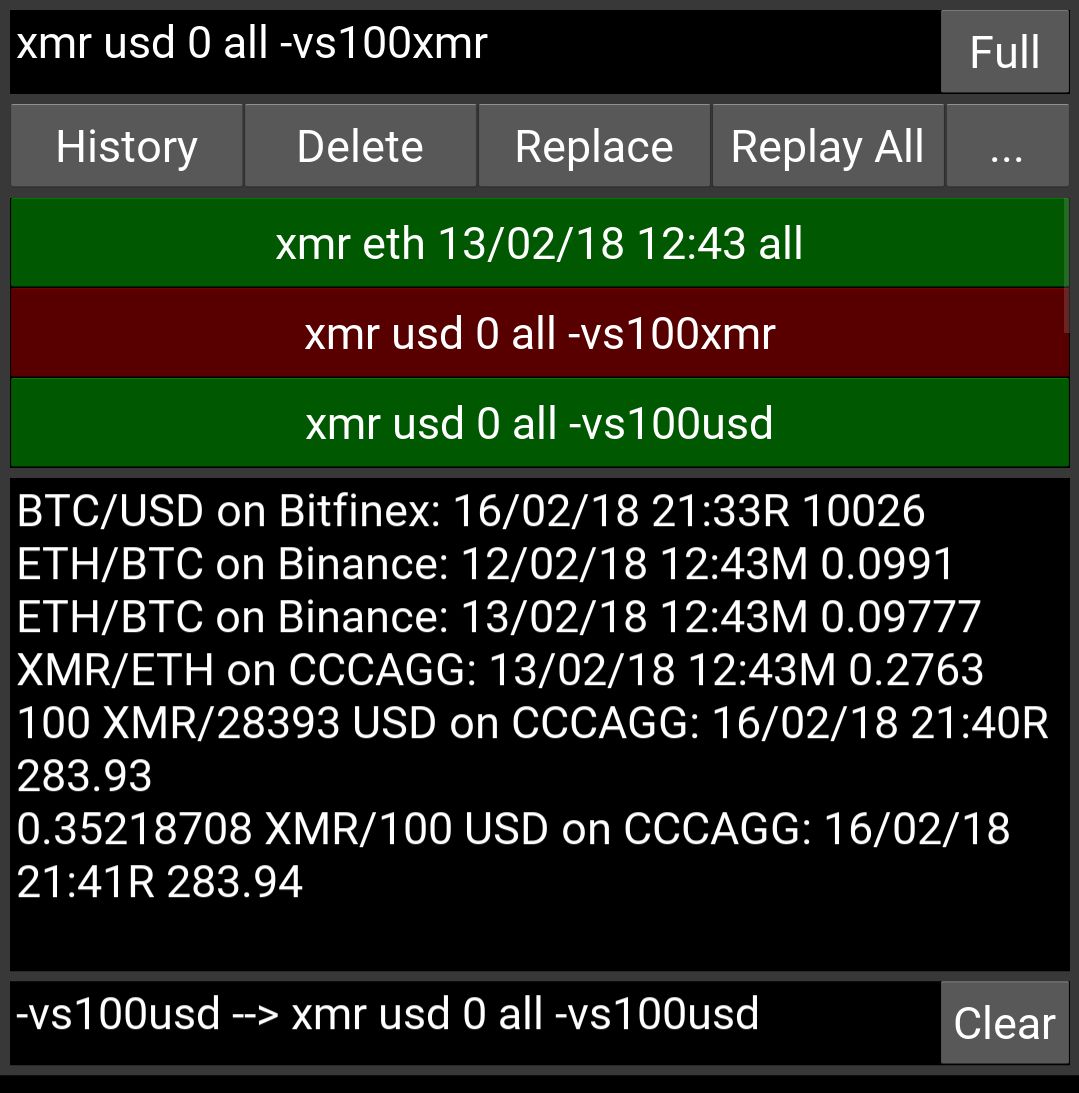 xmr usd 0 all -vs100xmr
Full
History
Delete
Replace
Replay All
...
xmr eth 13/02/18 12:43 all
xmr usd 0 all -vs100xmr
xmr usd 0 all -vs100usd
BTC/USD on Bitfinex: 16/02/18 21:33R 10026
ETH/BTC on Binance: 12/02/18 12:43M 0.0991
ETH/BTC on Binance: 13/02/18 12:43M 0.09777
XMR/ETH on CCCAGG: 13/02/18 12:43M 0.2763
100 XMR/28393 USD on CCCAGG: 16/02/18 21:40R
283.93
0.35218708 XMR/100 USD on CCCAGG: 16/02/18
21:41R 283.94
-vs100usd --> xmr usd 0 all -vs100usd
Clear